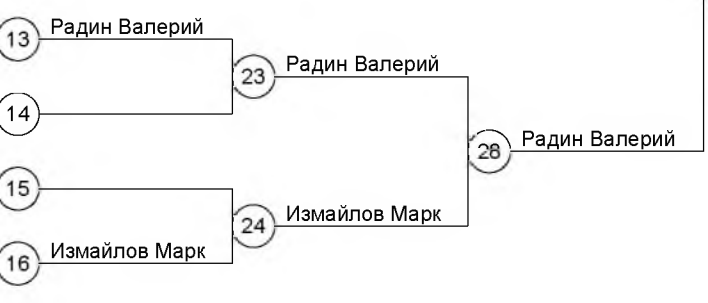 13 Радин Валерий
23 Радин Валерий
14
28 Радин Валерий
15
24 Измайлов Марк
16 Измайлов Марк